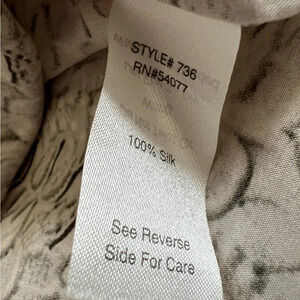 STYLE# 736
RN#54077
100% Silk
See Reverse
Side For Care